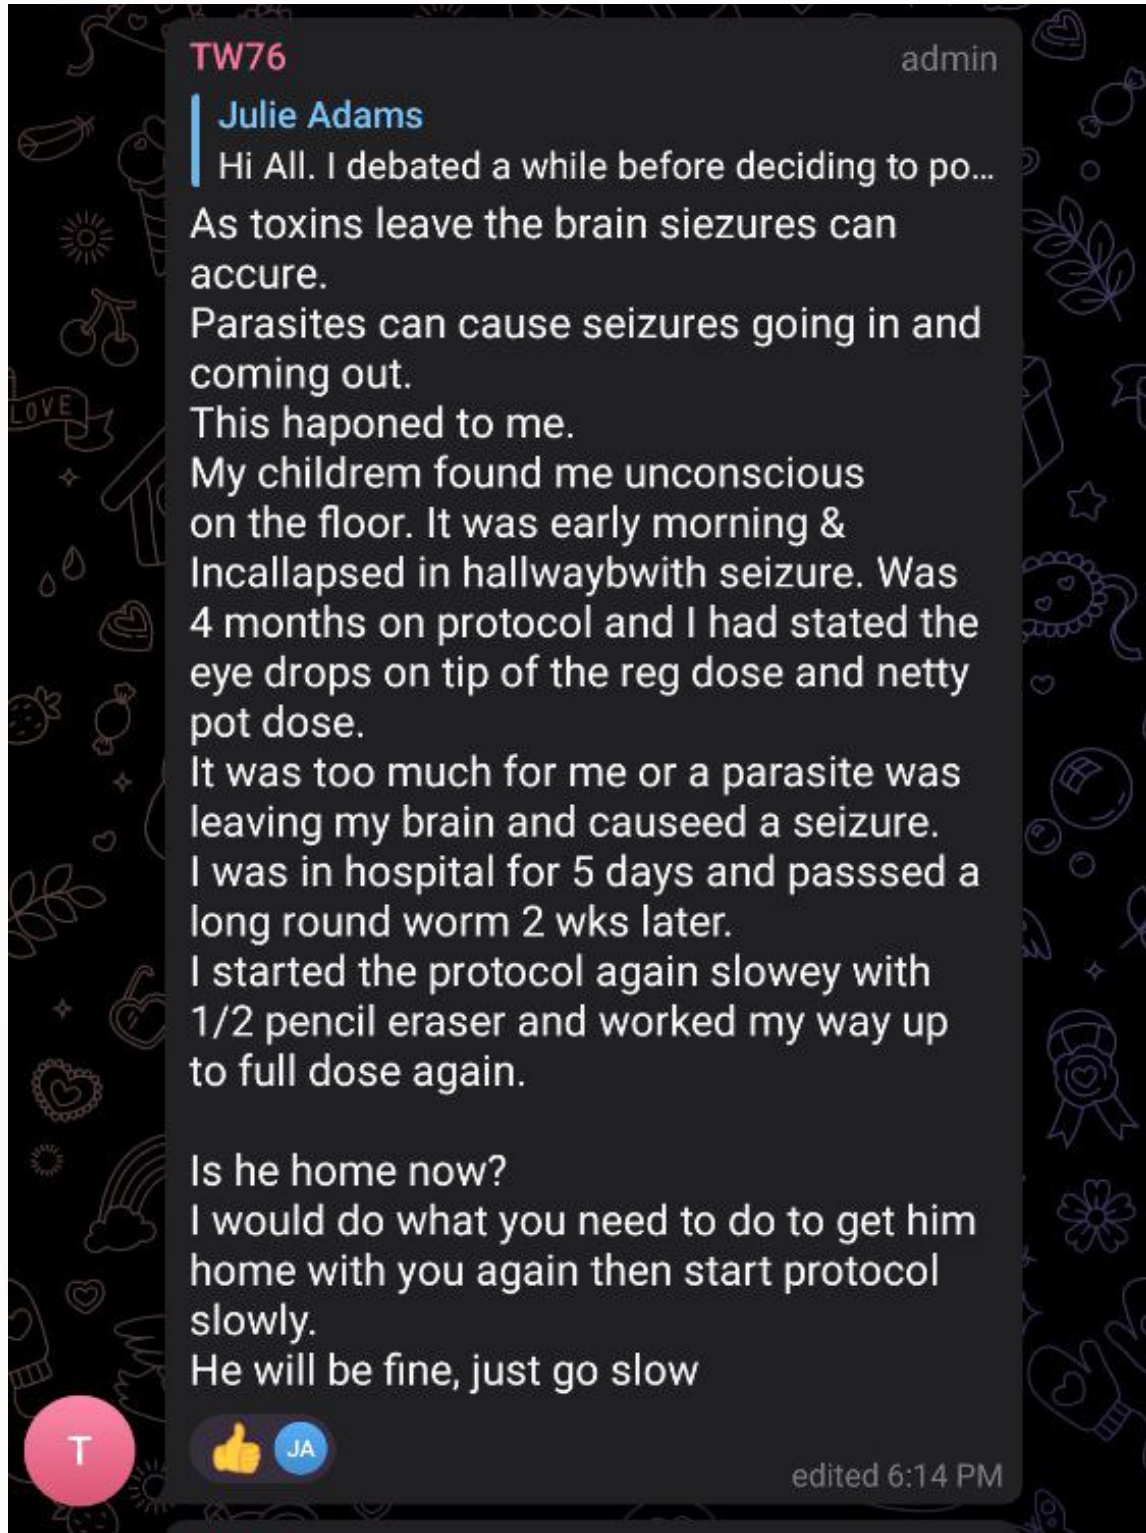 TW76 admin
Julie Adams
Hi All. I debated a while before deciding to po...
As toxins leave the brain siezures can
accure.
Parasites can cause seizures going in and
coming out.
This haponed to me.
My childrem found me unconscious
on the floor. It was early morning &
Incallapsed in hallwaybwith seizure. Was
4 months on protocol and I had stated the
eye drops on tip of the reg dose and netty
pot dose.
It was too much for me or a parasite was
leaving my brain and causeed a seizure.
I was in hospital for 5 days and passsed a
long round worm 2 wks later.
I started the protocol again slowey with
1/2 pencil eraser and worked my way up
to full dose again.
Is he home now?
I would do what you need to do to get him
home with you again then start protocol
slowly.
He will be fine, just go slow
T
JA
edited 6:14 PM
LOVE